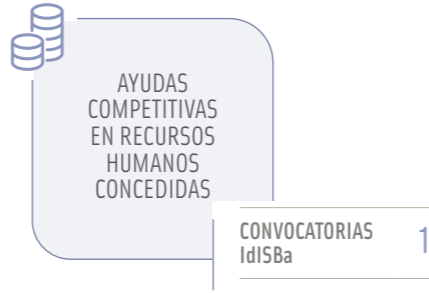 AYUDAS
COMPETITIVAS
EN RECURSOS
HUMANOS
CONCEDIDAS
CONVOCATORIAS 1
IdISBa